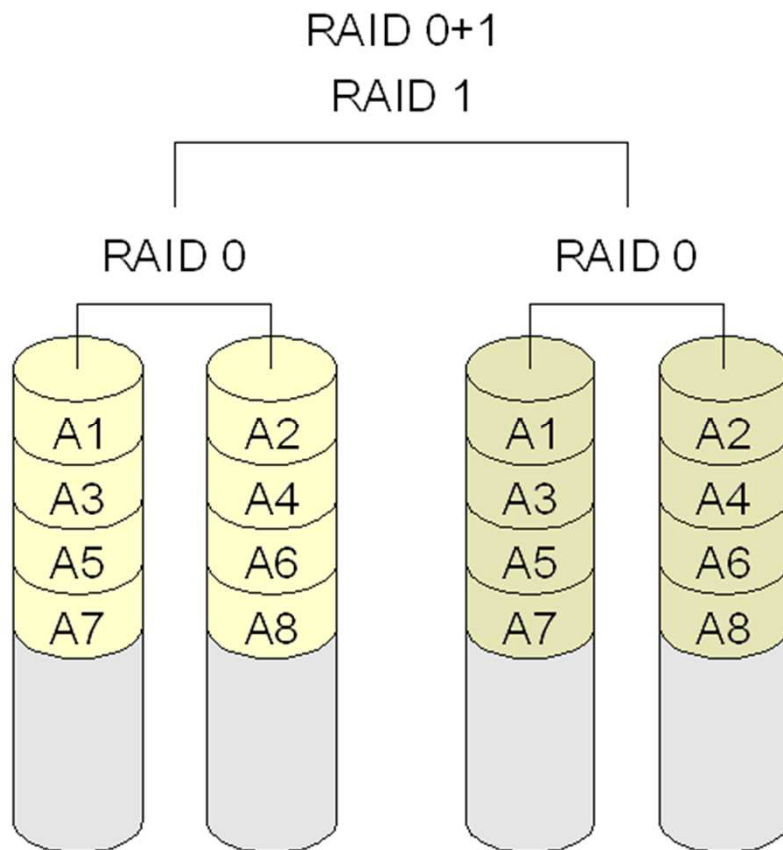 RAID 0+1
RAID 1
RAID 0 RAID 0
A1 A2 A1 A2
A3 A4 A3 A4
A5 A6 A5 A6
A7 A8 A7 A8